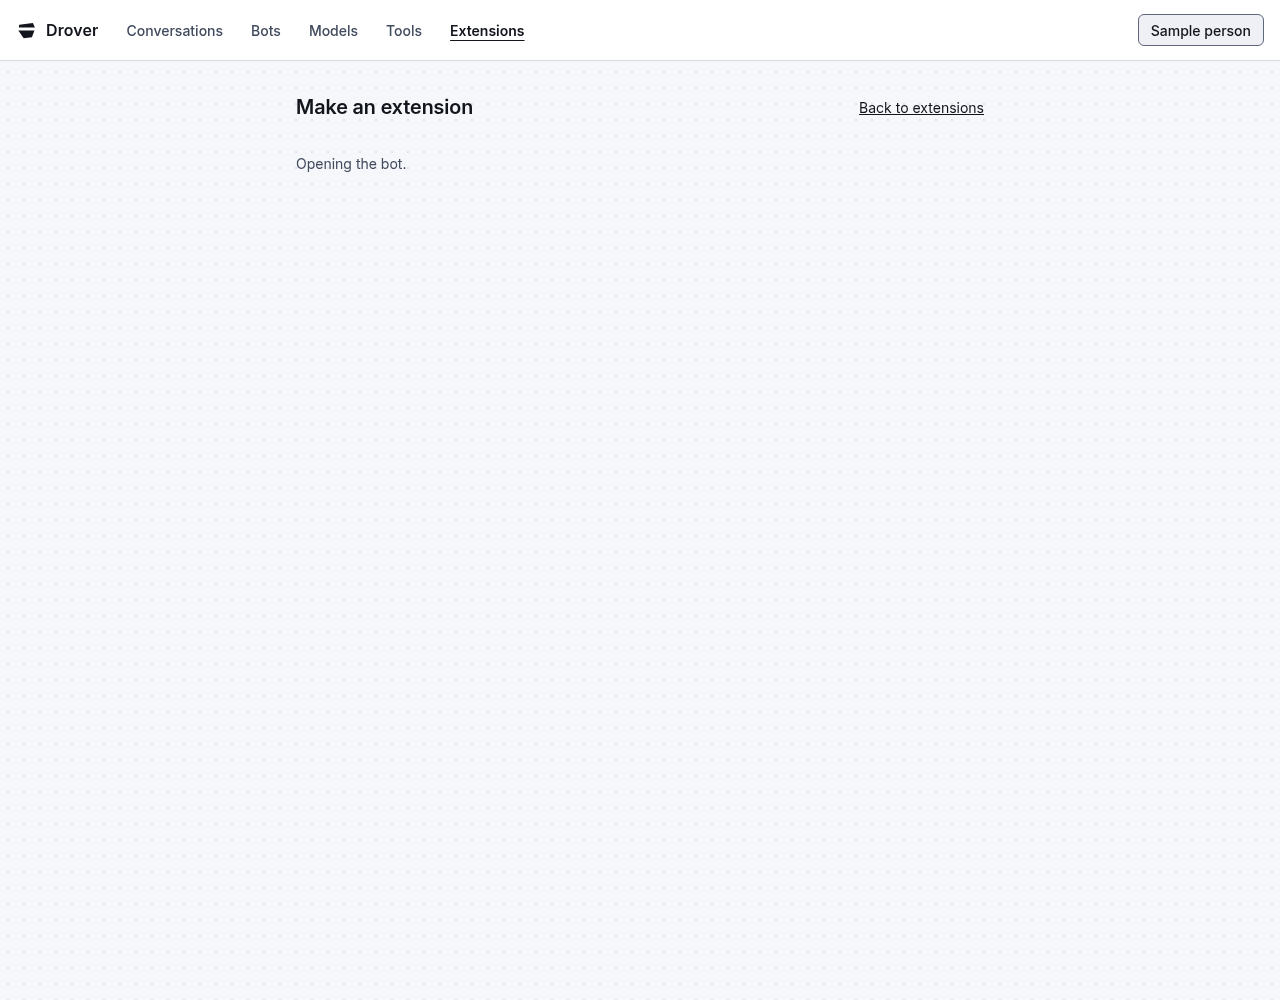 Drover
Conversations
Bots
Models
Tools
Extensions
Sample person
Make an extension
Back to extensions
Opening the bot.